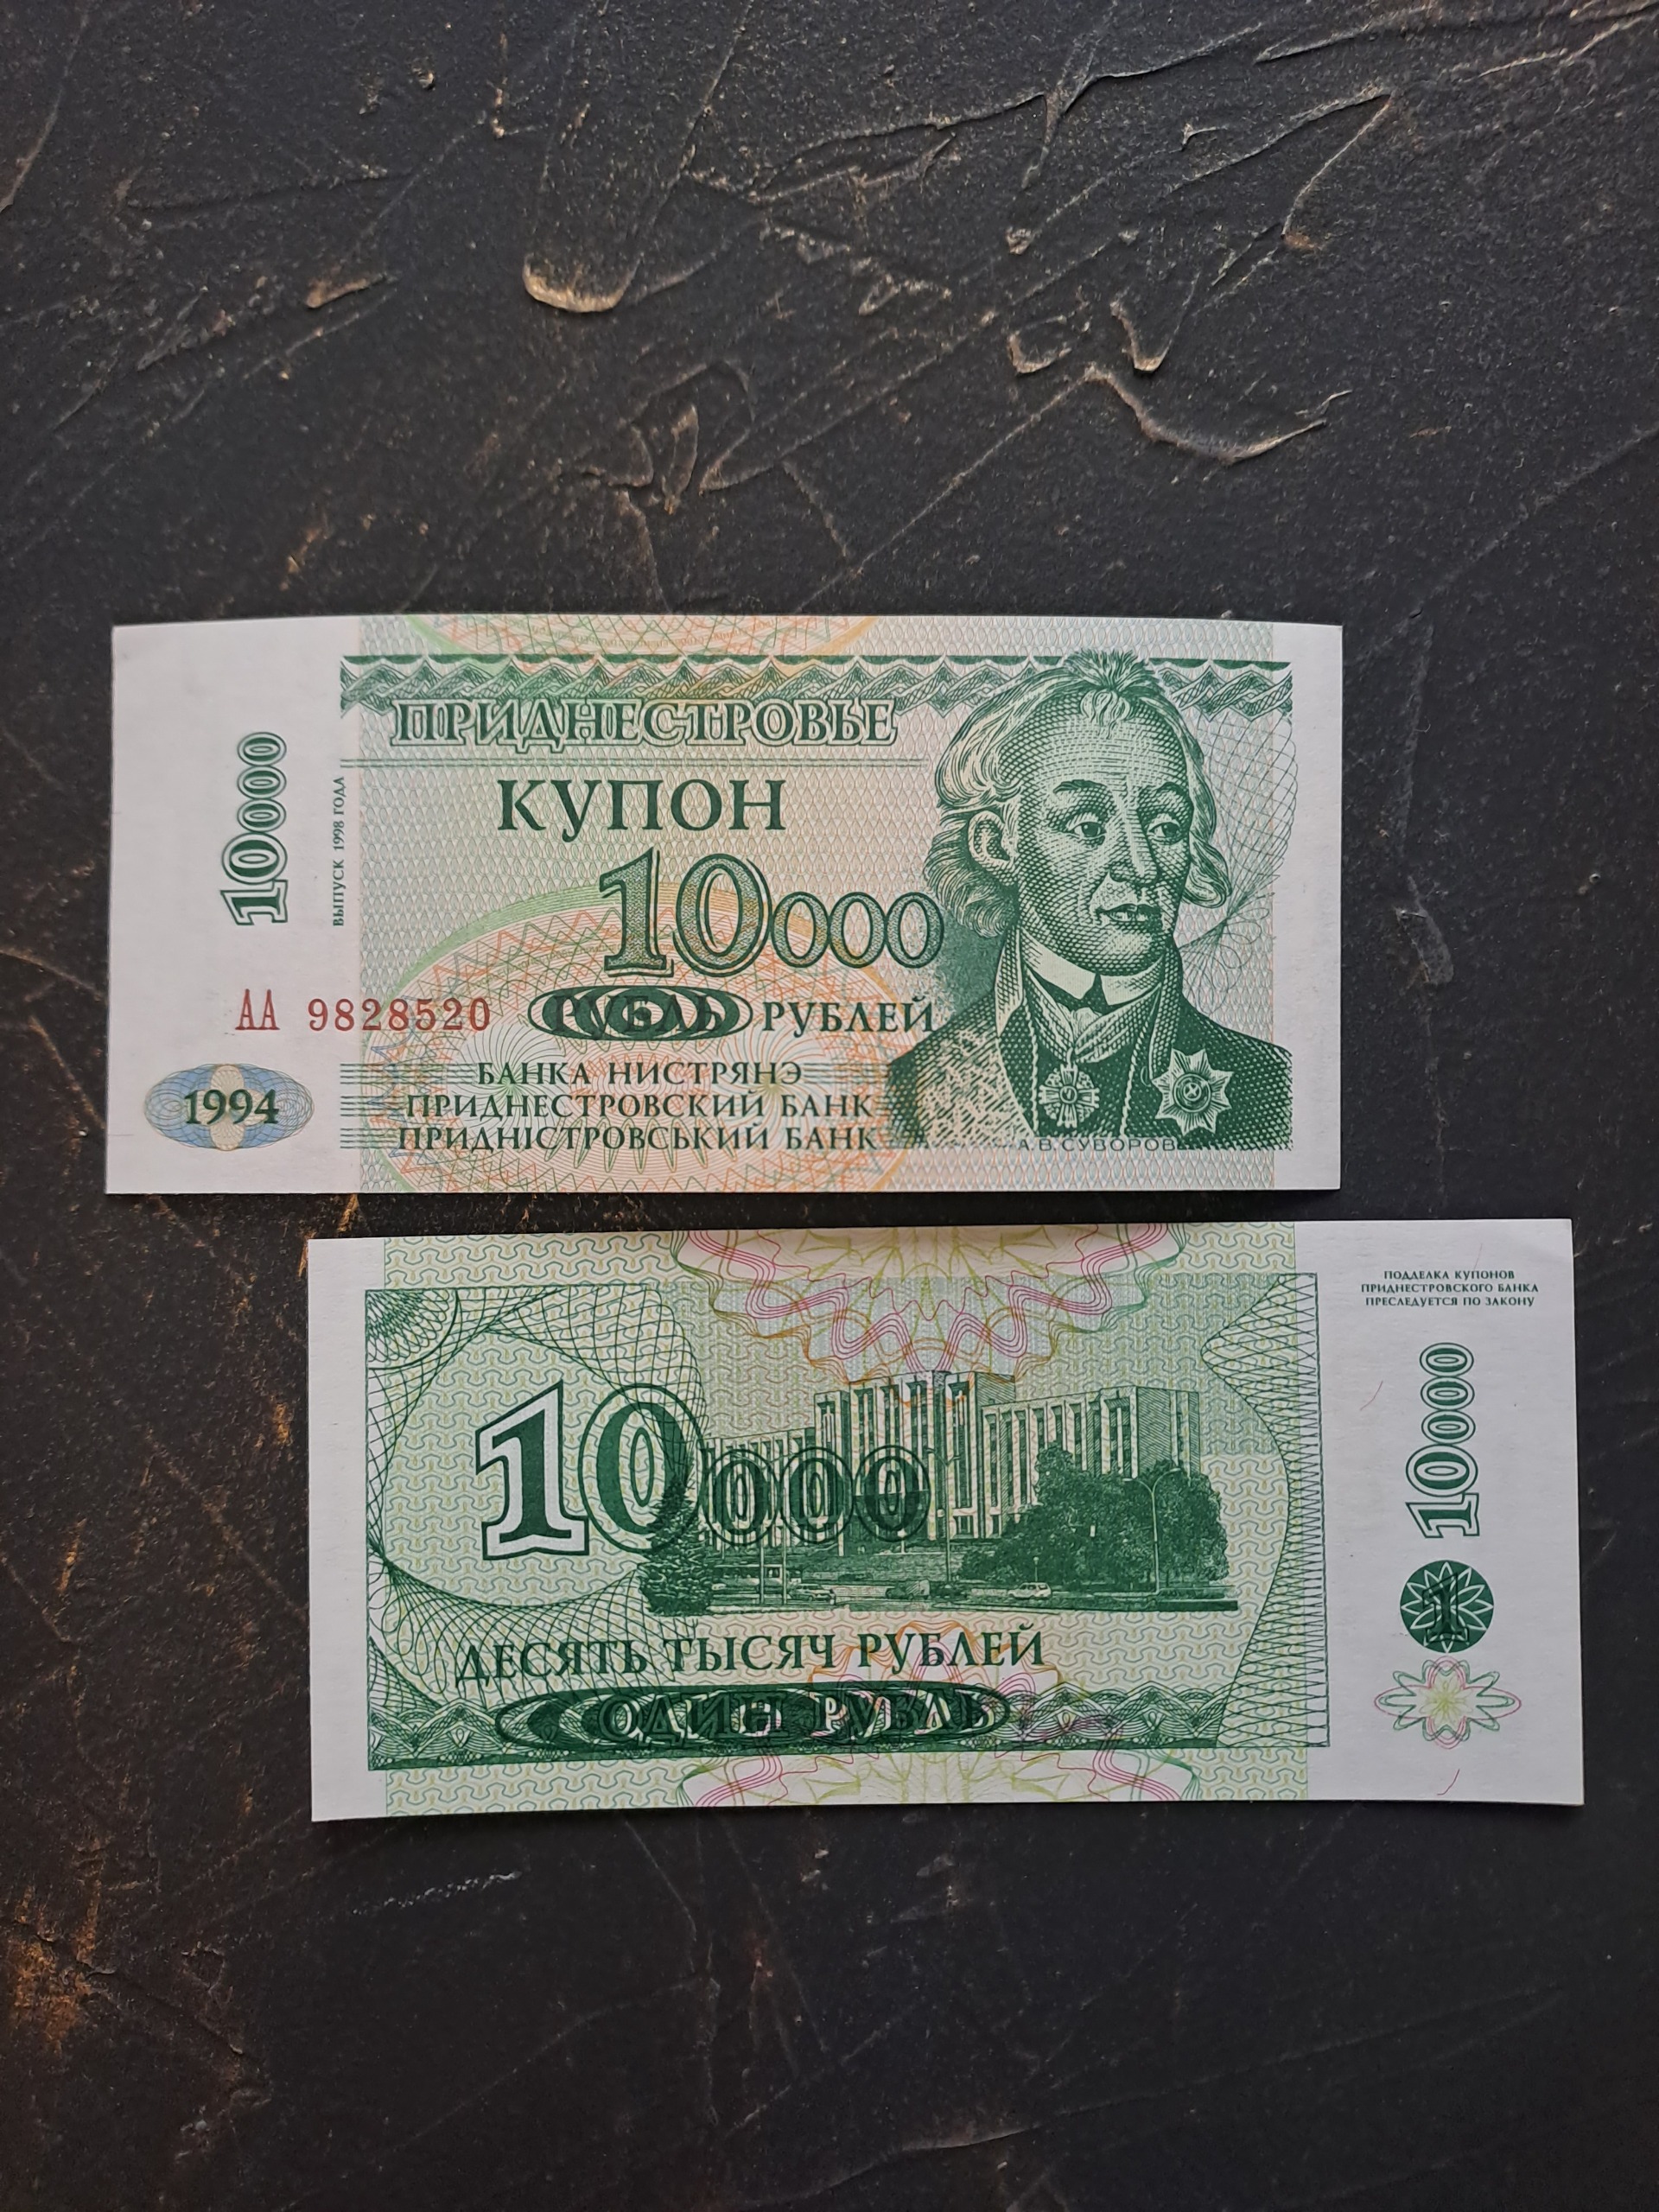 10000
ВЫПУСК 1998 ГОДА
ПРИДНЕСТРОВЬЕ
КУПОН
10000
АА 9828520
РУБЛЬ РУБЛЕЙ
1994
БАНКА НИСТРЯНЭ
ПРИДНЕСТРОВСКИЙ БАНК
ПРИДНІСТРОВСЬКИЙ БАНК
А.В.СУВОРОВ
ПОДДЕЛКА КУПОНОВ
ПРИДНЕСТРОВСКОГО БАНКА
ПРЕСЛЕДУЕТСЯ ПО ЗАКОНУ
10000
10000
1
ДЕСЯТЬ ТЫСЯЧ РУБЛЕЙ
ОДИН РУБЛЬ